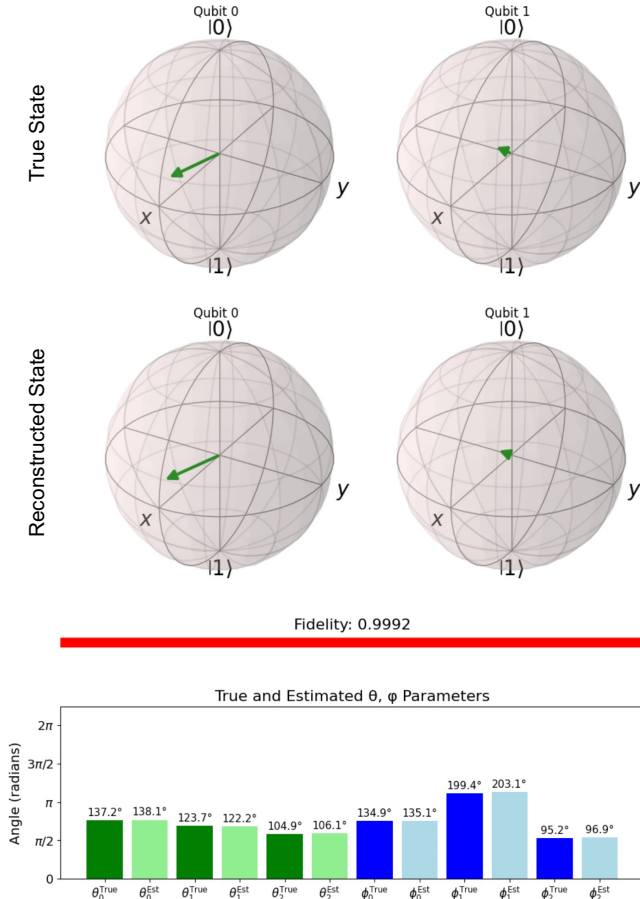 Qubit 0
|0⟩
Qubit 1
|0⟩
True State
x
y
x
y
|1⟩
|1⟩
Qubit 0
|0⟩
Qubit 1
|0⟩
Reconstructed State
x
y
x
y
|1⟩
|1⟩
Fidelity: 0.9992
True and Estimated θ, φ Parameters
Angle (radians)
2π
3π/2
π
π/2
0
137.2° 138.1° 123.7° 122.2° 104.9° 106.1° 134.9° 135.1° 199.4° 203.1° 95.2° 96.9°
θ₀^True θ₀^Est θ₁^True θ₁^Est θ₂^True θ₂^Est ϕ₀^True ϕ₀^Est ϕ₁^True ϕ₁^Est ϕ₂^True ϕ₂^Est